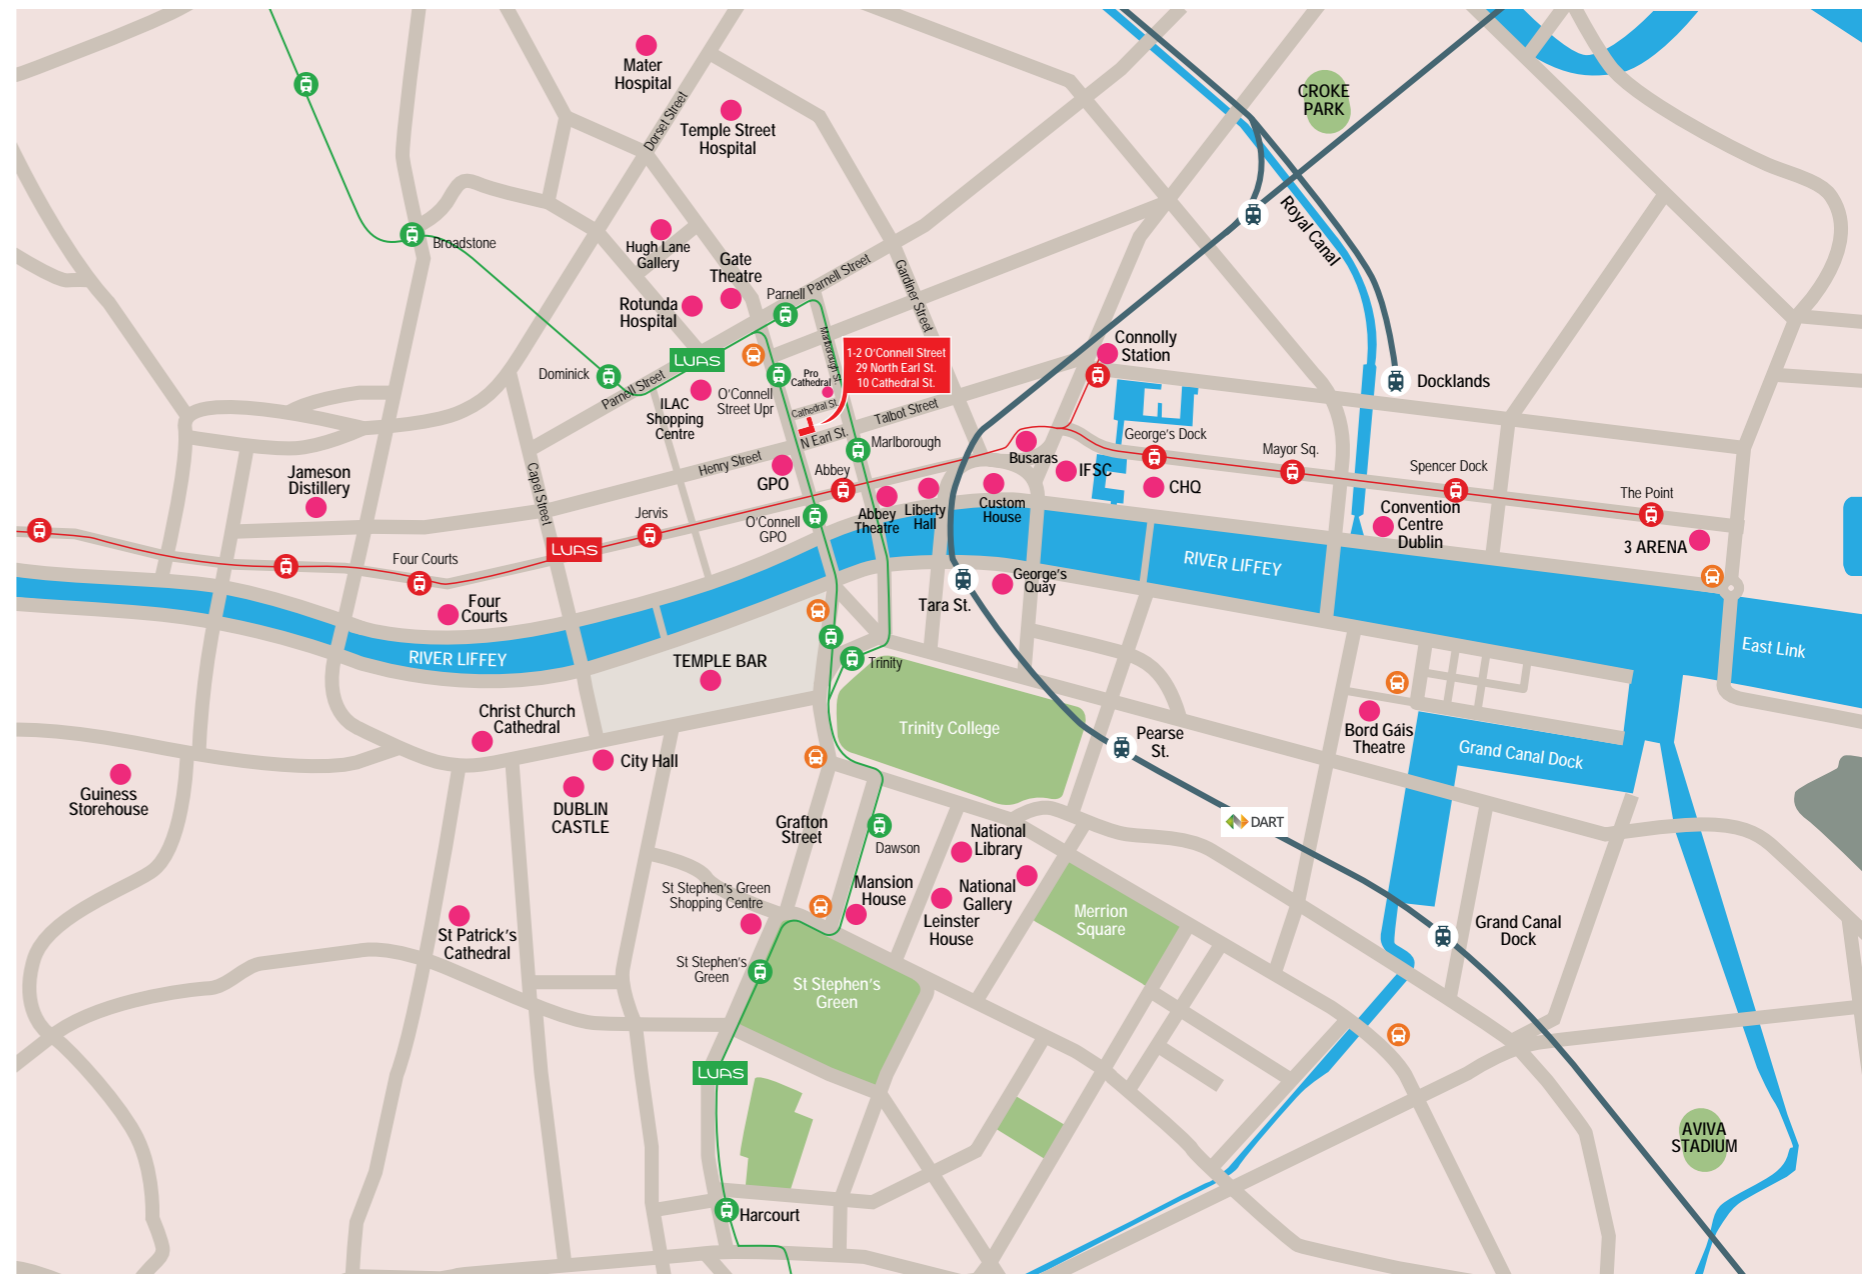 Mater
Hospital
Dorset Street
Temple Street
Hospital
CROKE
PARK
Royal Canal
Broadstone
Hugh Lane
Gallery
Gate
Theatre
Rotunda
Hospital
Parnell
Parnell Street
Gardiner Street
Marlborough St.
LUAS
Dominick
Parnell Street
ILAC
Shopping
Centre
O'Connell
Street Upr
Pro
Cathedral
Cathedral St.
1-2 O'Connell Street
29 North Earl St.
10 Cathedral St.
Connolly
Station
Docklands
Talbot Street
N Earl St.
Marlborough
Henry Street
GPO
Abbey
Capel Street
Jameson
Distillery
Jervis
LUAS
Four Courts
Four
Courts
O'Connell
GPO
Abbey
Theatre
Liberty
Hall
Custom
House
Busaras
IFSC
George's Dock
CHQ
Mayor Sq.
Spencer Dock
The Point
Convention
Centre
Dublin
3 ARENA
RIVER LIFFEY
RIVER LIFFEY
East Link
George's
Quay
Tara St.
TEMPLE BAR
Trinity
Trinity College
Pearse
St.
Bord Gáis
Theatre
Grand Canal Dock
Christ Church
Cathedral
City Hall
DUBLIN
CASTLE
Guiness
Storehouse
Grafton
Street
Dawson
DART
National
Library
National
Gallery
Mansion
House
Leinster
House
Merrion
Square
St Stephen's Green
Shopping Centre
St Patrick's
Cathedral
St Stephen's
Green
St Stephen's
Green
Grand Canal
Dock
LUAS
Harcourt
AVIVA
STADIUM